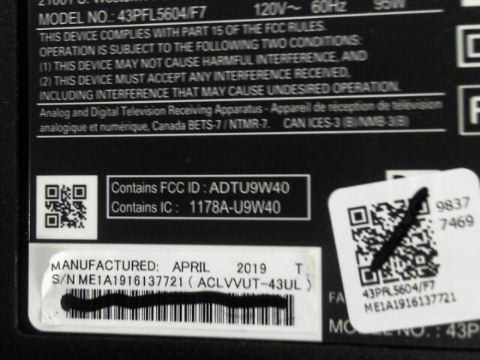 MODEL NO.: 43PFL5604/F7 120V~ 60Hz 95W
THIS DEVICE COMPLIES WITH PART 15 OF THE FCC RULES.
OPERATION IS SUBJECT TO THE FOLLOWING TWO CONDITIONS:
(1) THIS DEVICE MAY NOT CAUSE HARMFUL INTERFERENCE, AND
(2) THIS DEVICE MUST ACCEPT ANY INTERFERENCE,
INCLUDING INTERFERENCE THAT MAY CAUSE UNDESIRED OPERATION.
Analog and Digital Television Receiving Apparatus - Appareil de réception de télévision
analogique et numérique, Canada BETS-7 / NTMR-7. CAN ICES-3 (B)/NMB-3(B)
Contains FCC ID : ADTU9W40
Contains IC : 1178A-U9W40
9837
7469
43PFL5604/F7
ME1A1916137721
MANUFACTURED: APRIL 2019 T
S/N ME1A1916137721 ( ACLVVUT-43UL )
FA
MODEL NO.: 43